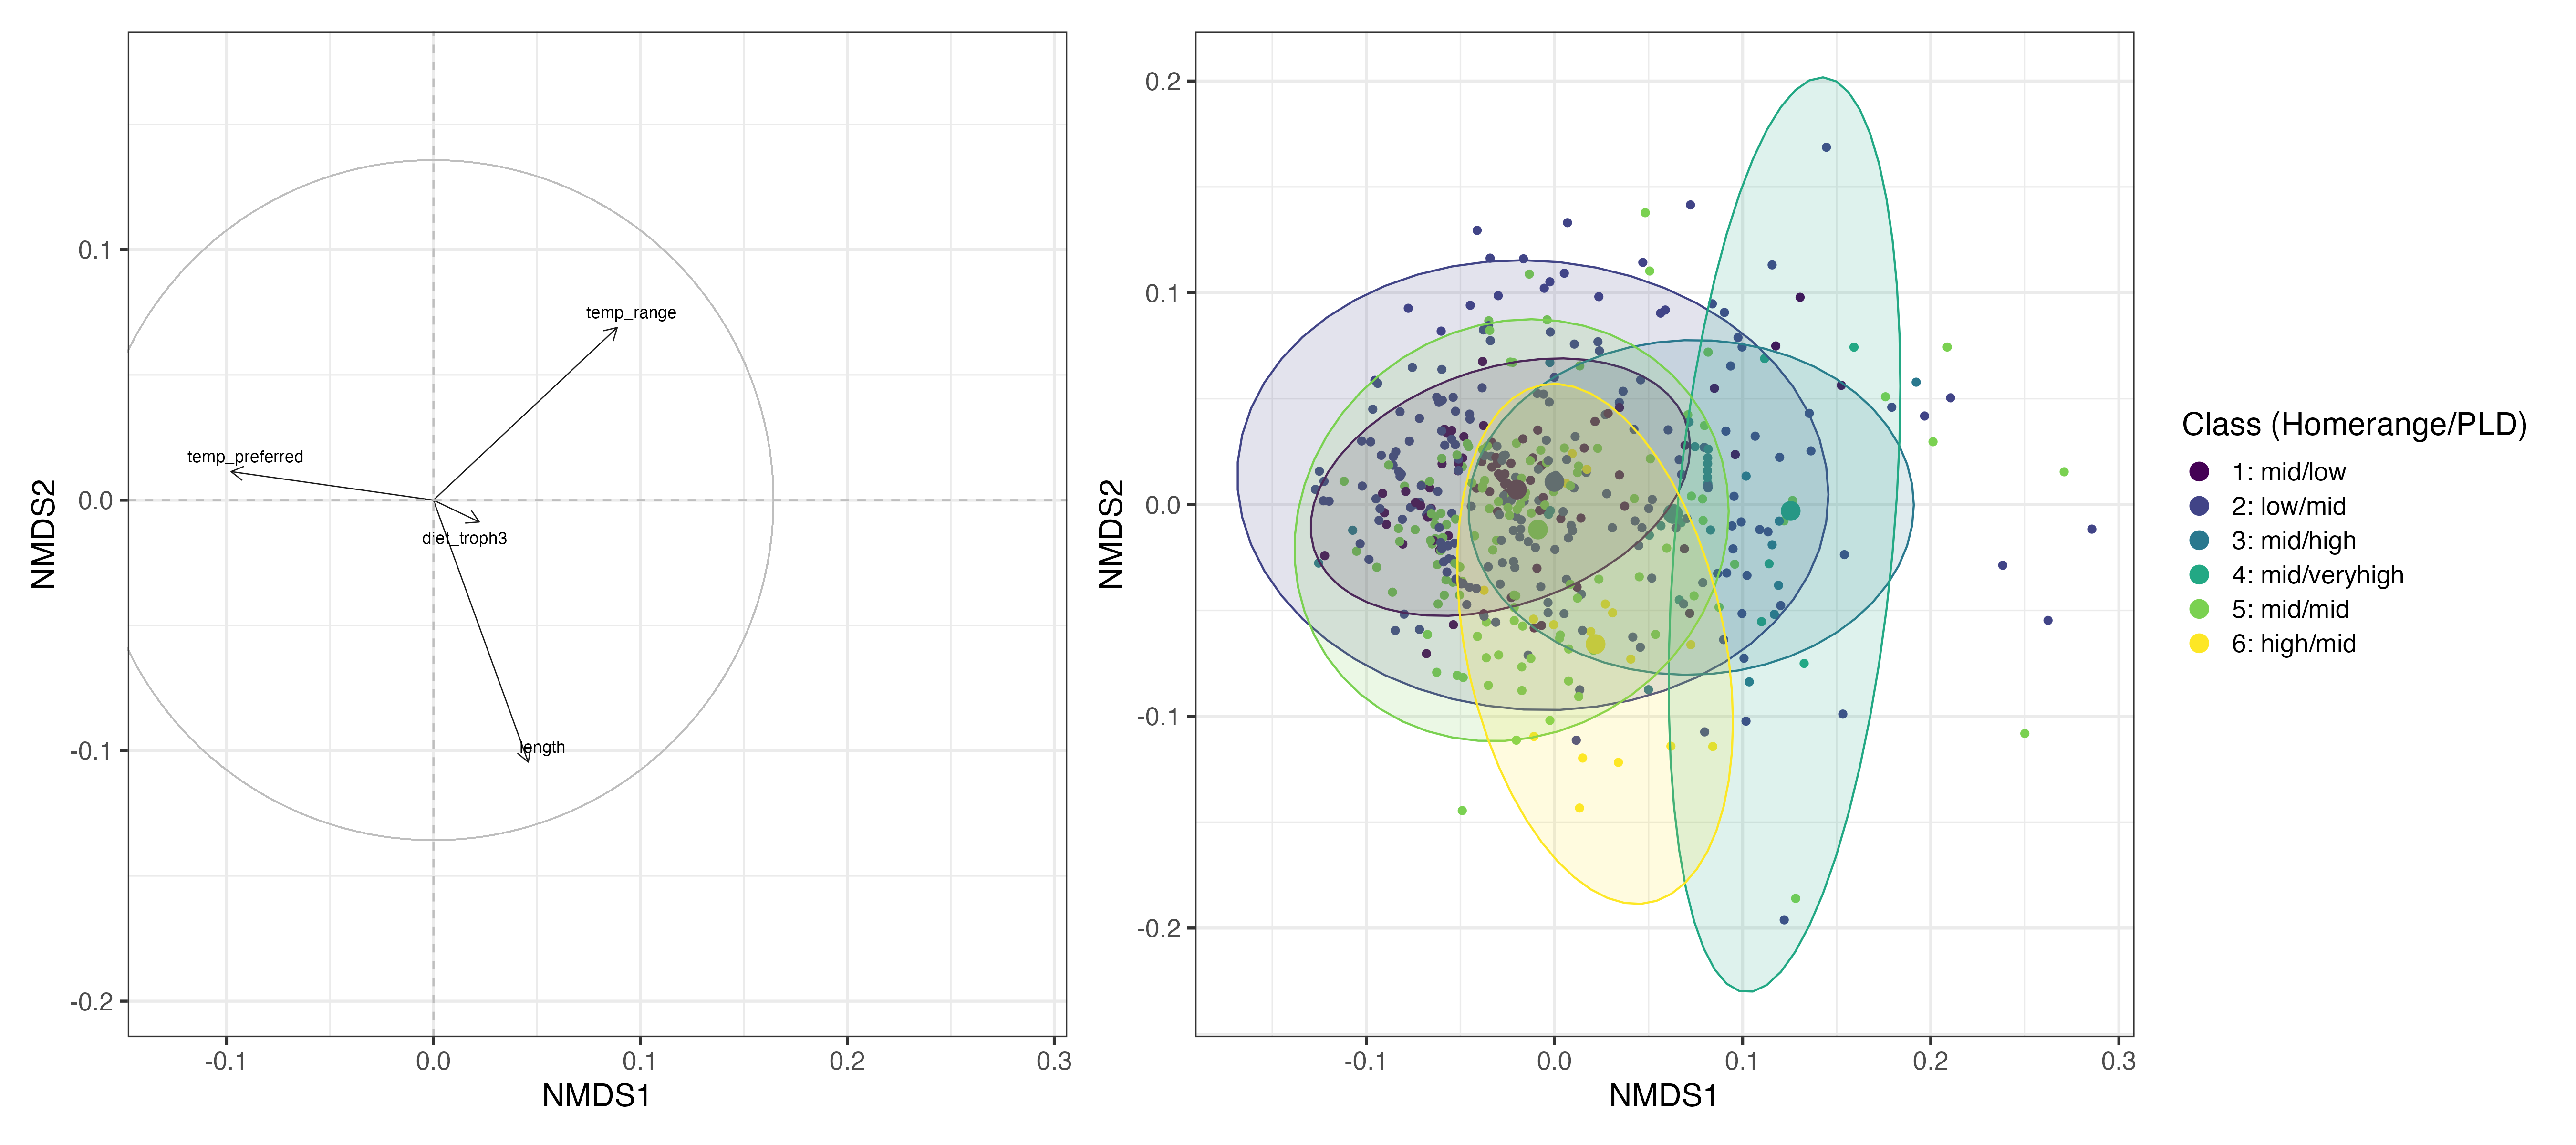 0.1
0.0
-0.1
-0.2
NMDS2
temp_range
temp_preferred
diet_troph3
length
-0.1
0.0
0.1
0.2
0.3
NMDS1
0.2
0.1
0.0
-0.1
-0.2
NMDS2
-0.1
0.0
0.1
0.2
0.3
NMDS1
Class (Homerange/PLD)
1: mid/low
2: low/mid
3: mid/high
4: mid/veryhigh
5: mid/mid
6: high/mid